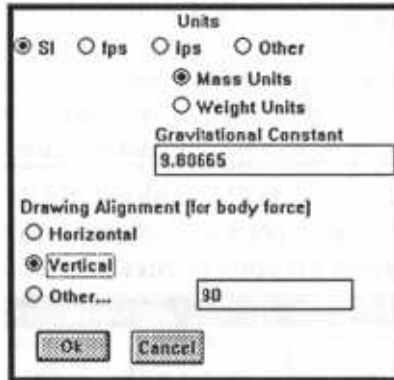 Units
SI fps ips Other
Mass Units
Weight Units
Gravitational Constant
9.80665
Drawing Alignment (for body force)
Horizontal
Vertical
Other... 90
Ok Cancel